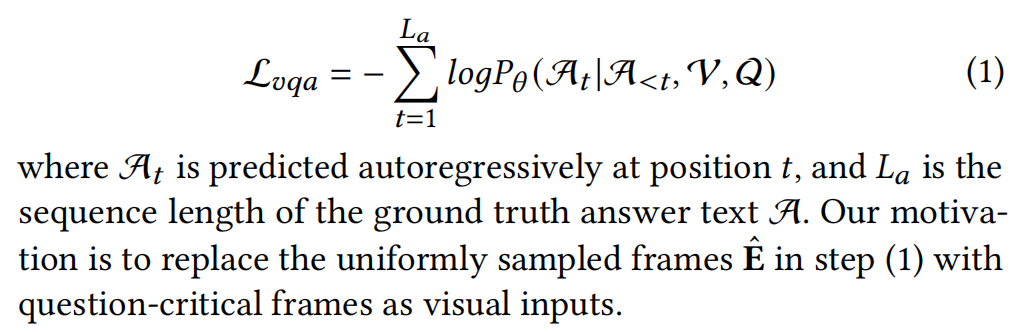 $\mathcal{L}_{vqa} = -\sum_{t=1}^{L_a} logP_\theta(\mathcal{A}_t|\mathcal{A}_{<t}, \mathcal{V}, \mathcal{Q})$ (1)
where $\mathcal{A}_t$ is predicted autoregressively at position $t$, and $L_a$ is the
sequence length of the ground truth answer text $\mathcal{A}$. Our motiva-
tion is to replace the uniformly sampled frames $\hat{\mathbf{E}}$ in step (1) with
question-critical frames as visual inputs.